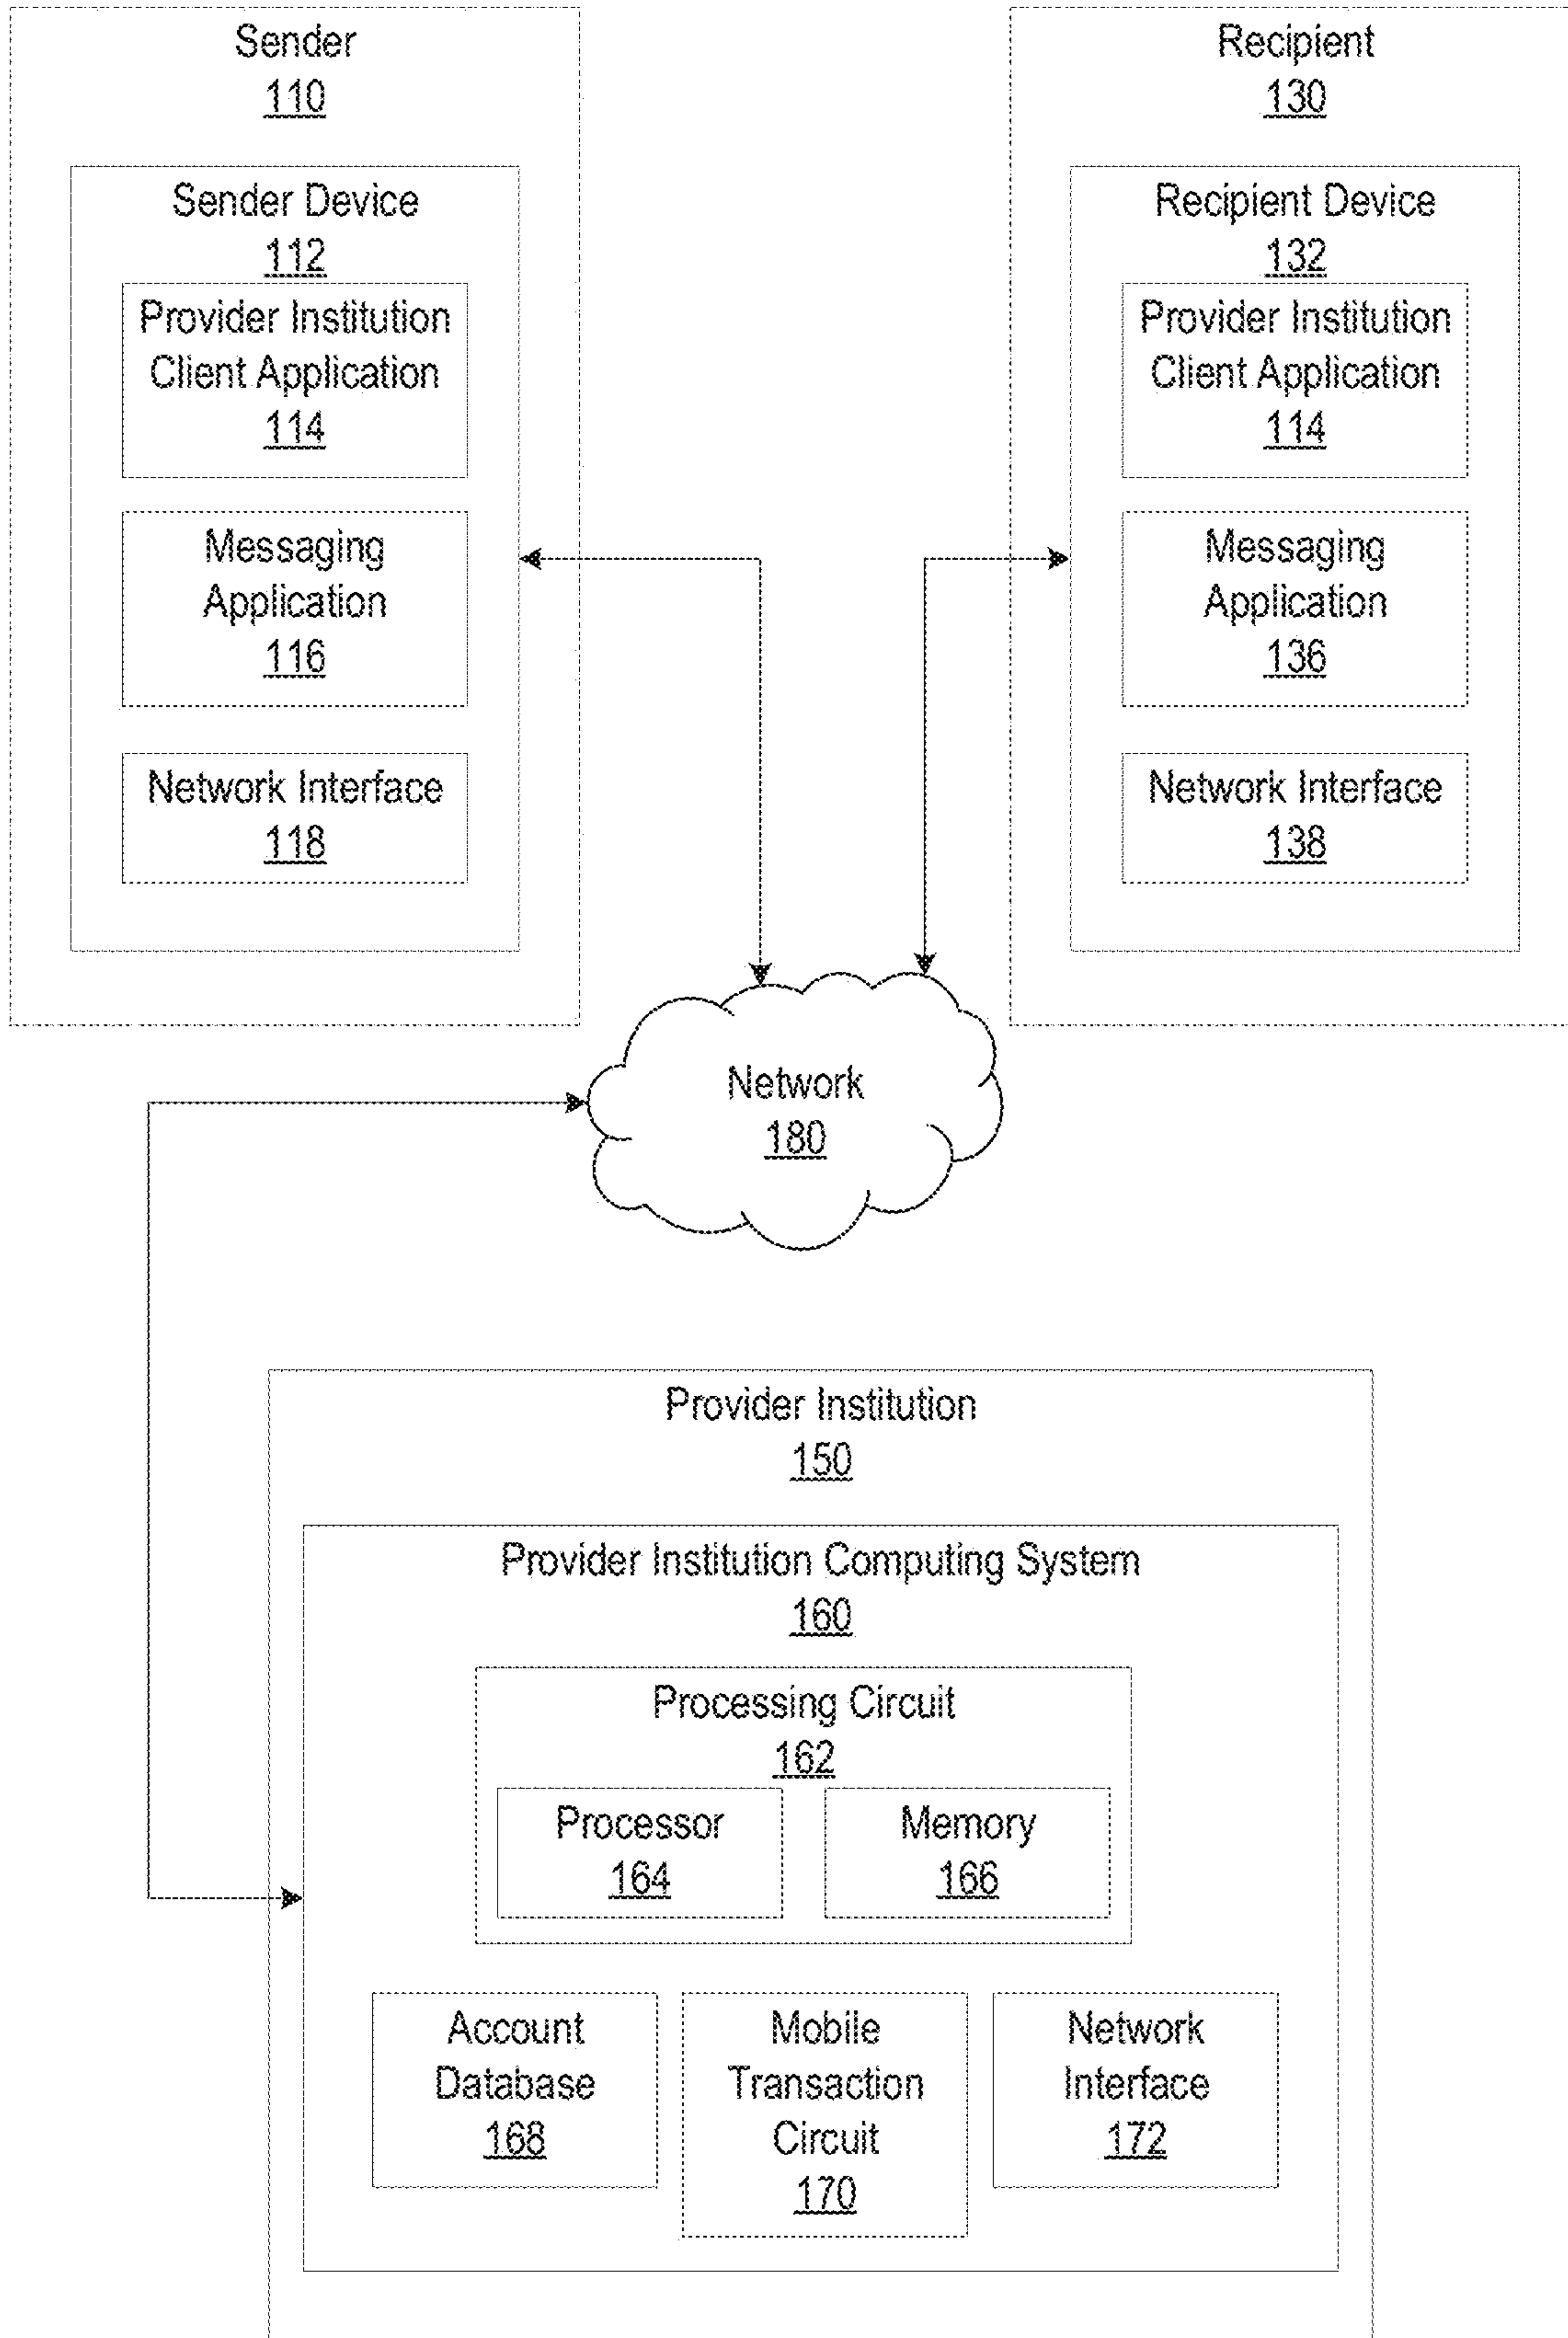 Sender
110
Sender Device
112
Provider Institution
Client Application
114
Messaging
Application
116
Network Interface
118
Recipient
130
Recipient Device
132
Provider Institution
Client Application
114
Messaging
Application
136
Network Interface
138
Network
180
Provider Institution
150
Provider Institution Computing System
160
Processing Circuit
162
Processor
164
Memory
166
Account
Database
168
Mobile
Transaction
Circuit
170
Network
Interface
172